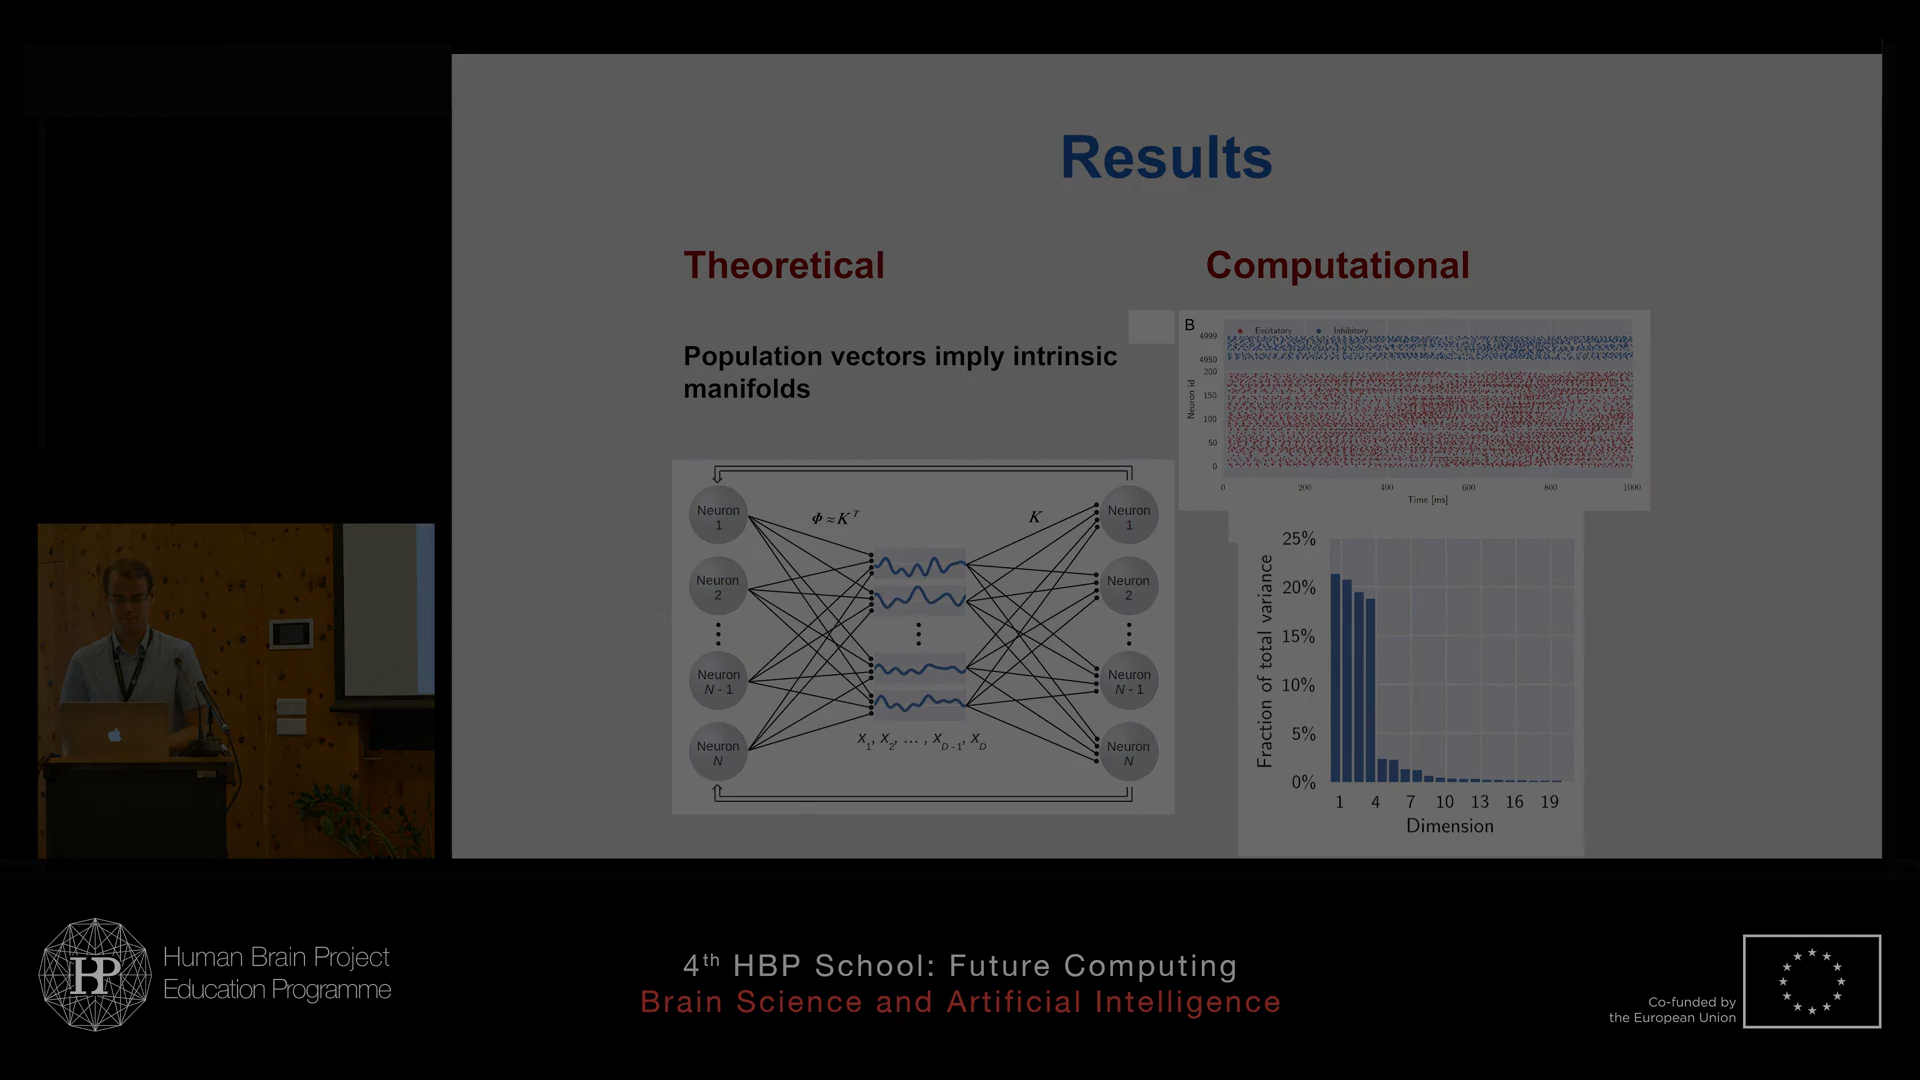 Results
Theoretical
Computational
Population vectors imply intrinsic
manifolds
Neuron
1
Neuron
2
Neuron
N - 1
Neuron
N
Φ ≈ K^T
K
x1, x2, … , xD - 1, xD
Neuron
1
Neuron
2
Neuron
N - 1
Neuron
N
B
Excitatory
Inhibitory
4999
4950
200
150
100
50
0
Neuron id
0 200 400 600 800 1000
Time [ms]
25%
20%
15%
10%
5%
0%
Fraction of total variance
1 4 7 10 13 16 19
Dimension
HBP
Human Brain Project
Education Programme
4th HBP School: Future Computing
Brain Science and Artificial Intelligence
Co-funded by
the European Union